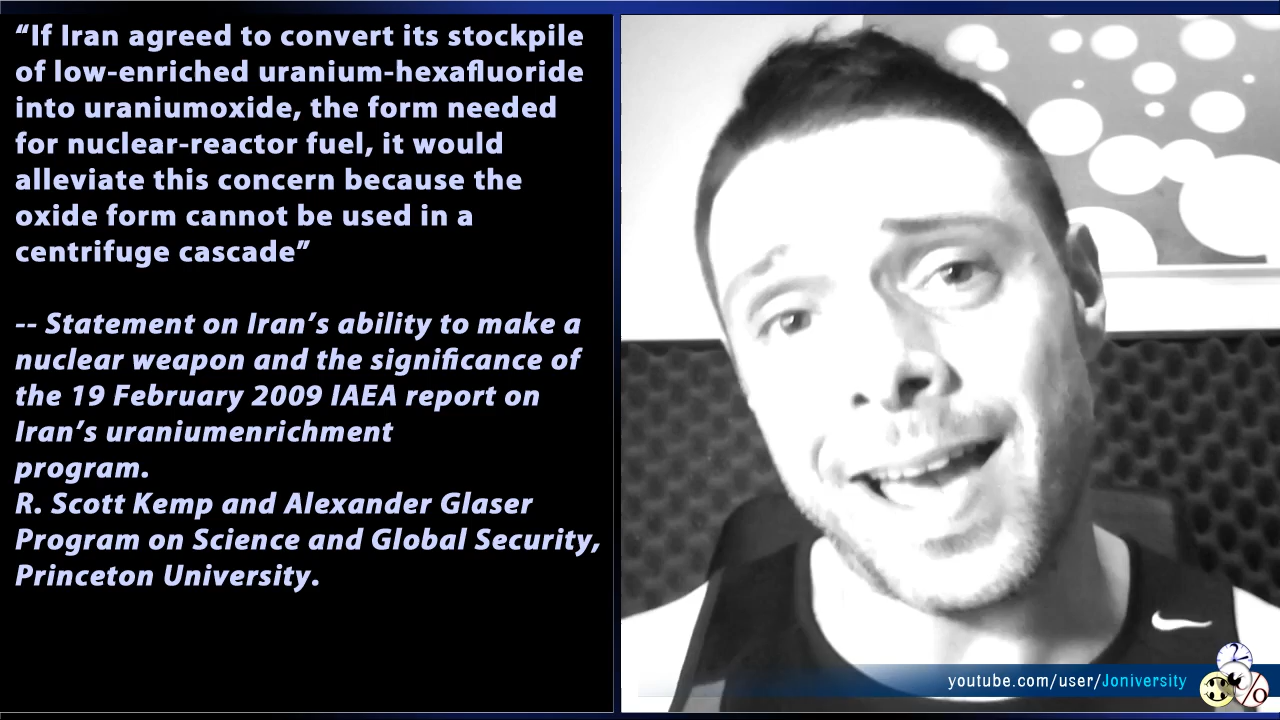 “If Iran agreed to convert its stockpile
of low-enriched uranium-hexafluoride
into uraniumoxide, the form needed
for nuclear-reactor fuel, it would
alleviate this concern because the
oxide form cannot be used in a
centrifuge cascade”
-- Statement on Iran’s ability to make a
nuclear weapon and the significance of
the 19 February 2009 IAEA report on
Iran’s uraniumenrichment
program.
R. Scott Kemp and Alexander Glaser
Program on Science and Global Security,
Princeton University.
youtube.com/user/Joniversity